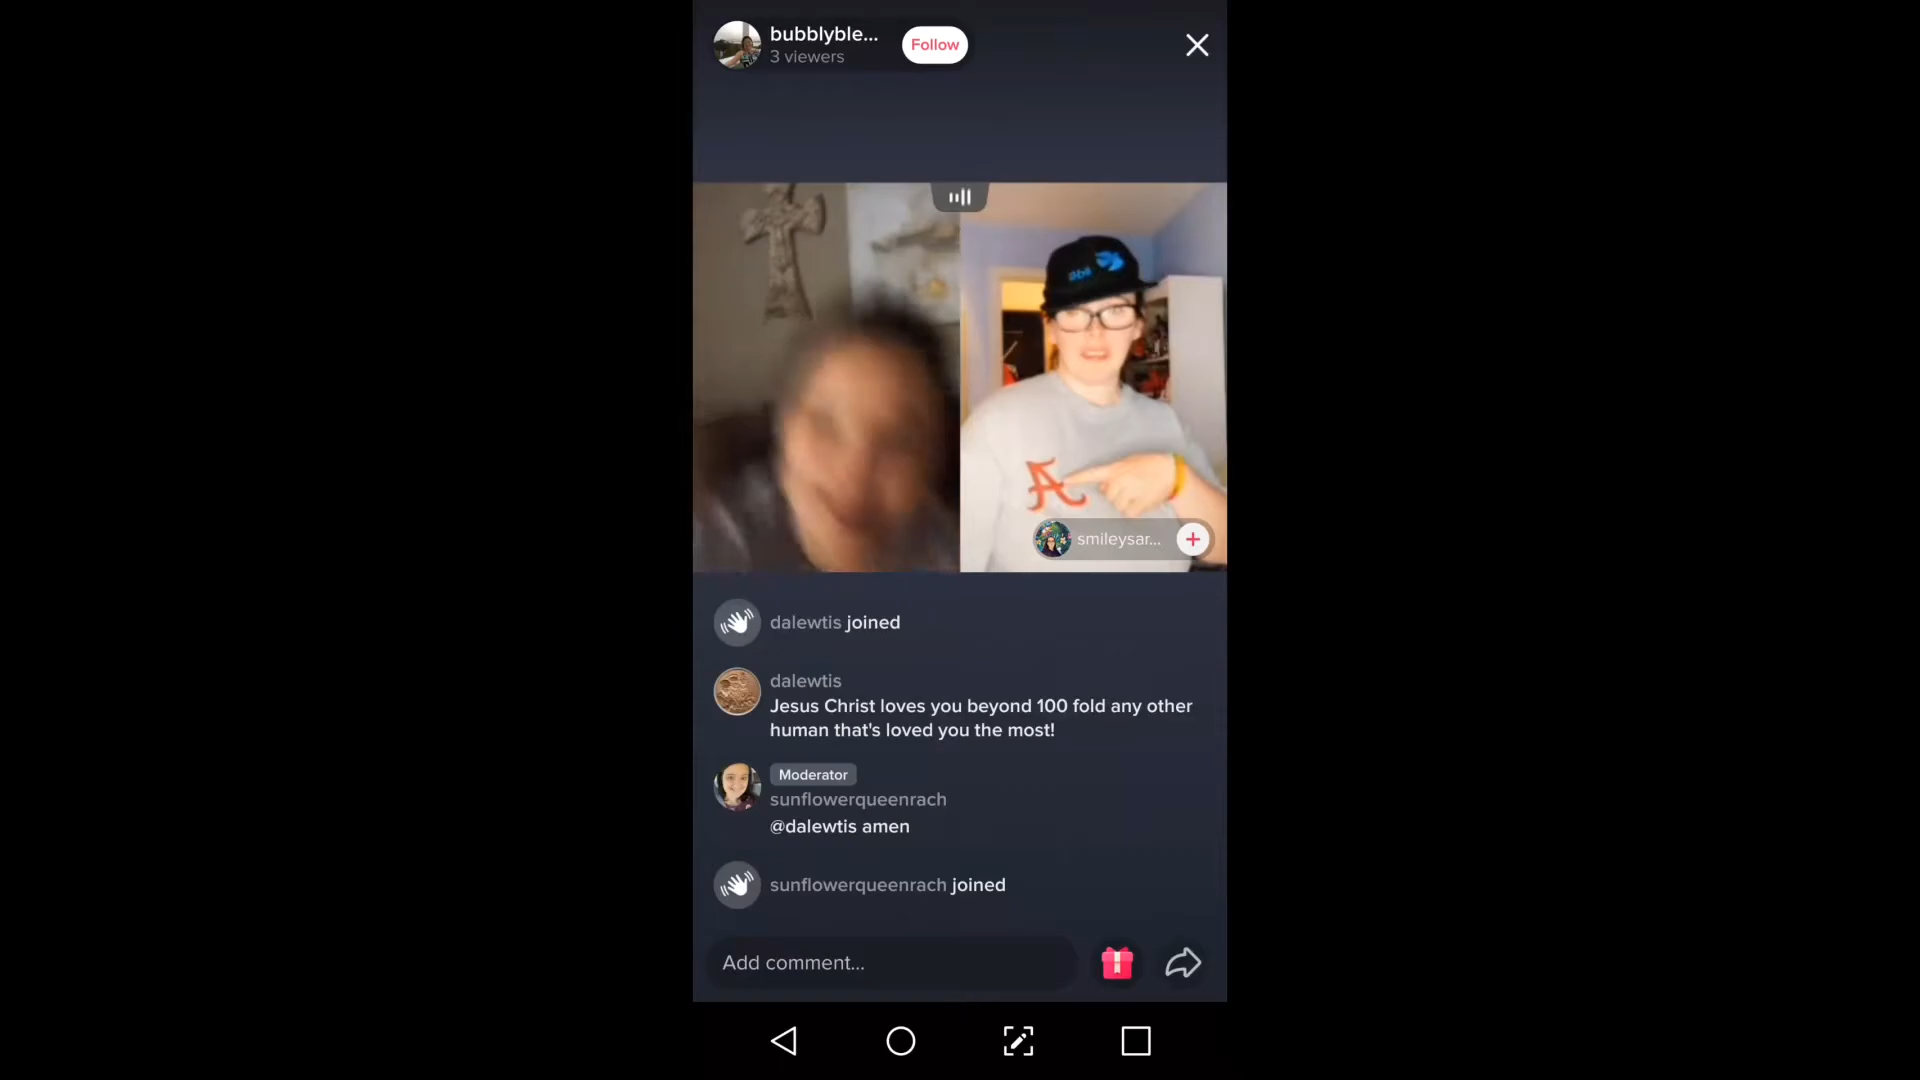 bubblyble...
3 viewers
Follow
A
smileysar...
dalewtis joined
dalewtis
Jesus Christ loves you beyond 100 fold any other
human that's loved you the most!
Moderator
sunflowerqueenrach
@dalewtis amen
sunflowerqueenrach joined
Add comment...